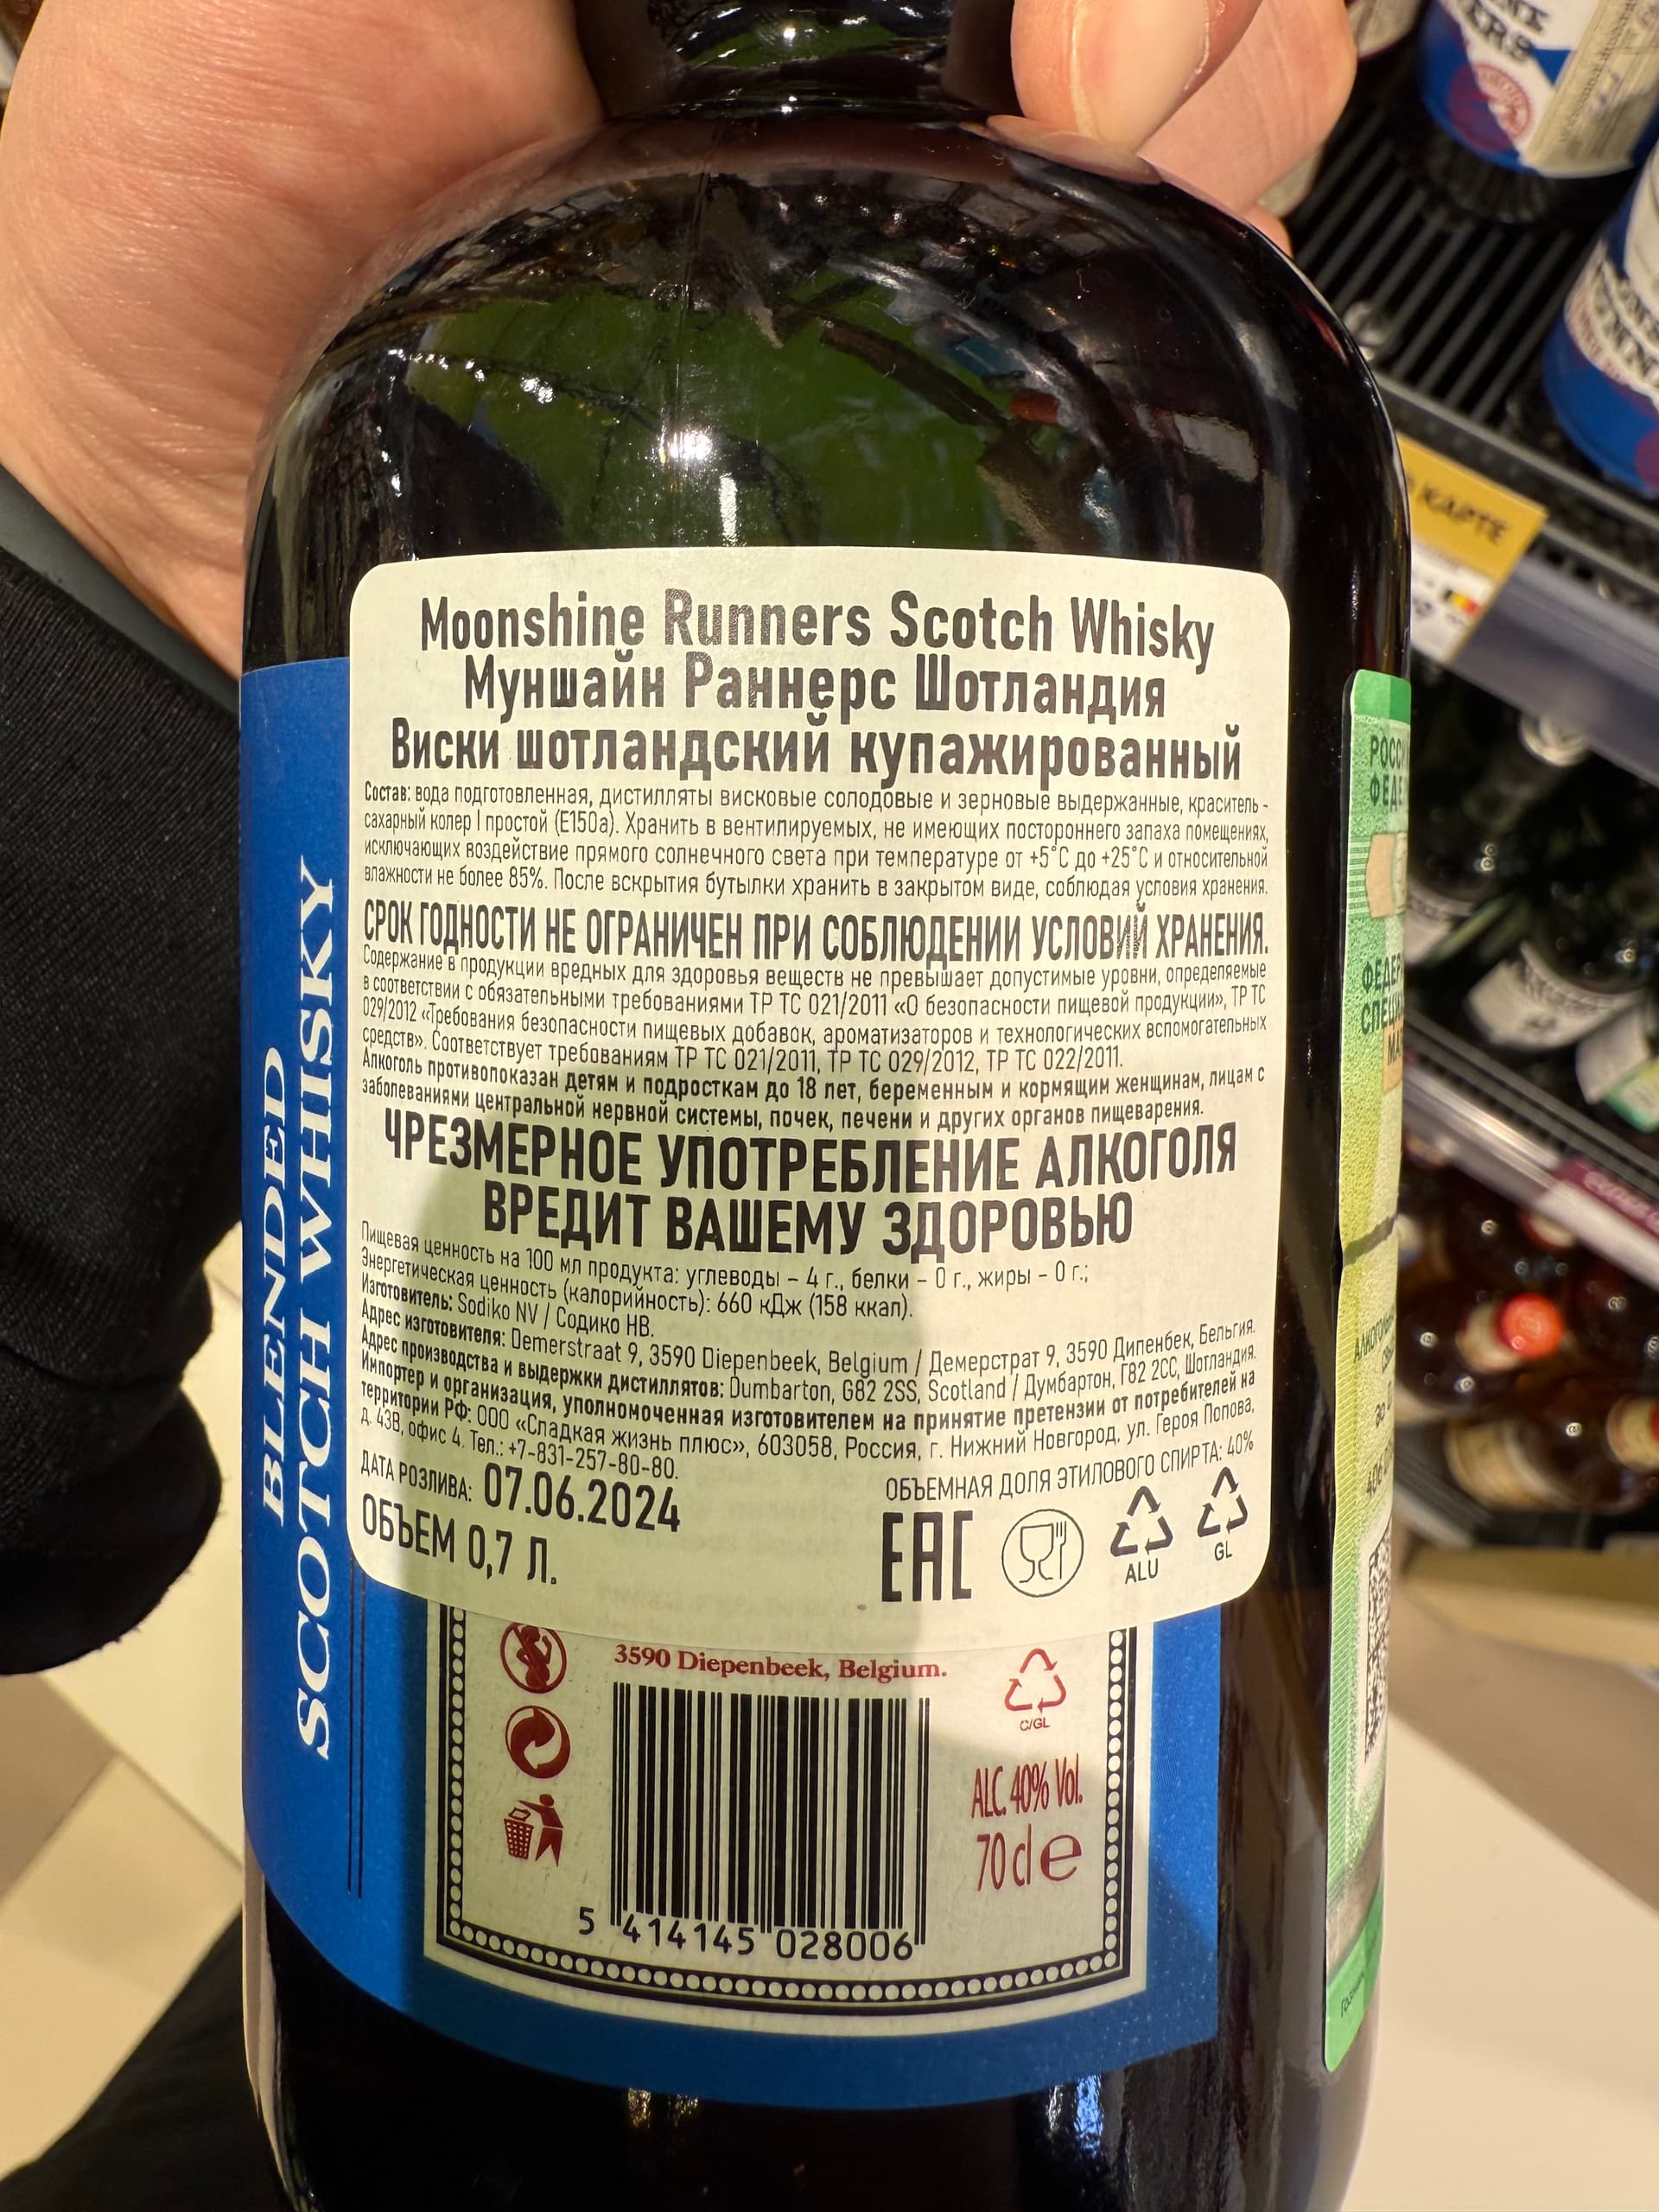 Moonshine Runners Scotch Whisky
Муншайн Раннерс Шотландия
Виски шотландский купажированный
Состав: вода подготовленная, дистилляты висковые солодовые и зерновые выдержанные, краситель -
сахарный колер I простой (Е150а). Хранить в вентилируемых, не имеющих постороннего запаха помещениях,
исключающих воздействие прямого солнечного света при температуре от +5°С до +25°С и относительной
влажности не более 85%. После вскрытия бутылки хранить в закрытом виде, соблюдая условия хранения.
СРОК ГОДНОСТИ НЕ ОГРАНИЧЕН ПРИ СОБЛЮДЕНИИ УСЛОВИЙ ХРАНЕНИЯ.
Содержание в продукции вредных для здоровья веществ не превышает допустимые уровни, определяемые
в соответствии с обязательными требованиями ТР ТС 021/2011 «О безопасности пищевой продукции», ТР ТС
029/2012 «Требования безопасности пищевых добавок, ароматизаторов и технологических вспомогательных
средств». Соответствует требованиям ТР ТС 021/2011, ТР ТС 029/2012, ТР ТС 022/2011.
Алкоголь противопоказан детям и подросткам до 18 лет, беременным и кормящим женщинам, лицам с
заболеваниями центральной нервной системы, почек, печени и других органов пищеварения.
ЧРЕЗМЕРНОЕ УПОТРЕБЛЕНИЕ АЛКОГОЛЯ
ВРЕДИТ ВАШЕМУ ЗДОРОВЬЮ
Пищевая ценность на 100 мл продукта: углеводы – 4 г., белки – 0 г., жиры – 0 г.;
Энергетическая ценность (калорийность): 660 кДж (158 ккал).
Изготовитель: Sodiko NV / Содико НВ.
Адрес изготовителя: Demerstraat 9, 3590 Diepenbeek, Belgium / Демерстрат 9, 3590 Дипенбек, Бельгия.
Адрес производства и выдержки дистиллятов: Dumbarton, G82 2SS, Scotland / Думбартон, Г82 2СС, Шотландия.
Импортер и организация, уполномоченная изготовителем на принятие претензии от потребителей на
территории РФ: ООО «Сладкая жизнь плюс», 603058, Россия, г. Нижний Новгород, ул. Героя Попова,
д. 43В, офис 4. Тел.: +7-831-257-80-80.
ДАТА РОЗЛИВА: 07.06.2024
ОБЪЕМНАЯ ДОЛЯ ЭТИЛОВОГО СПИРТА: 40%
ОБЪЕМ 0,7 Л.
EAC
ALU
GL
BLENDED
SCOTCH WHISKY
3590 Diepenbeek, Belgium.
C/GL
ALC. 40% Vol.
70 cl e
5 414145 028006
КАРТЕ